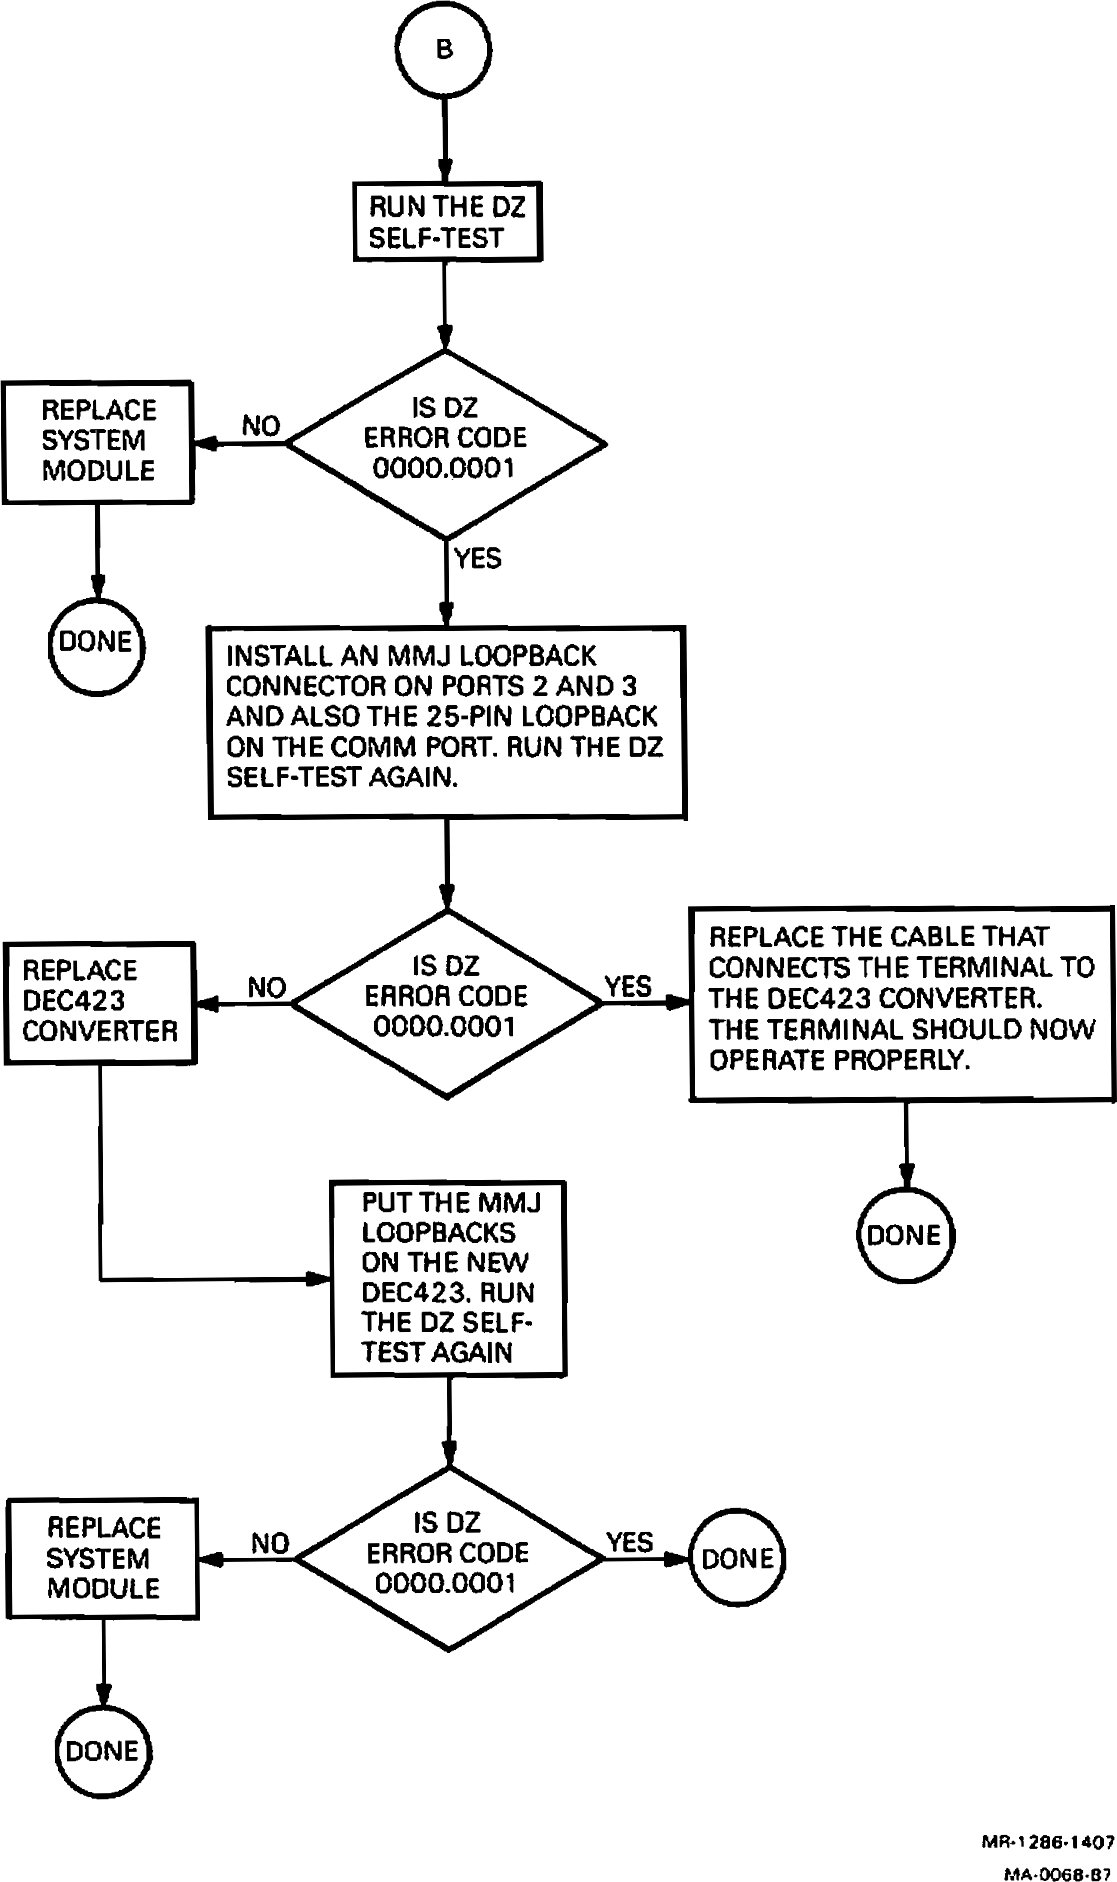 B
RUN THE DZ
SELF-TEST
IS DZ
ERROR CODE
0000.0001
NO
REPLACE
SYSTEM
MODULE
DONE
YES
INSTALL AN MMJ LOOPBACK
CONNECTOR ON PORTS 2 AND 3
AND ALSO THE 25-PIN LOOPBACK
ON THE COMM PORT. RUN THE DZ
SELF-TEST AGAIN.
IS DZ
ERROR CODE
0000.0001
NO
REPLACE
DEC423
CONVERTER
YES
REPLACE THE CABLE THAT
CONNECTS THE TERMINAL TO
THE DEC423 CONVERTER.
THE TERMINAL SHOULD NOW
OPERATE PROPERLY.
DONE
PUT THE MMJ
LOOPBACKS
ON THE NEW
DEC423. RUN
THE DZ SELF-
TEST AGAIN
IS DZ
ERROR CODE
0000.0001
NO
REPLACE
SYSTEM
MODULE
DONE
YES
DONE
MR-1286-1407
MA-0068-87